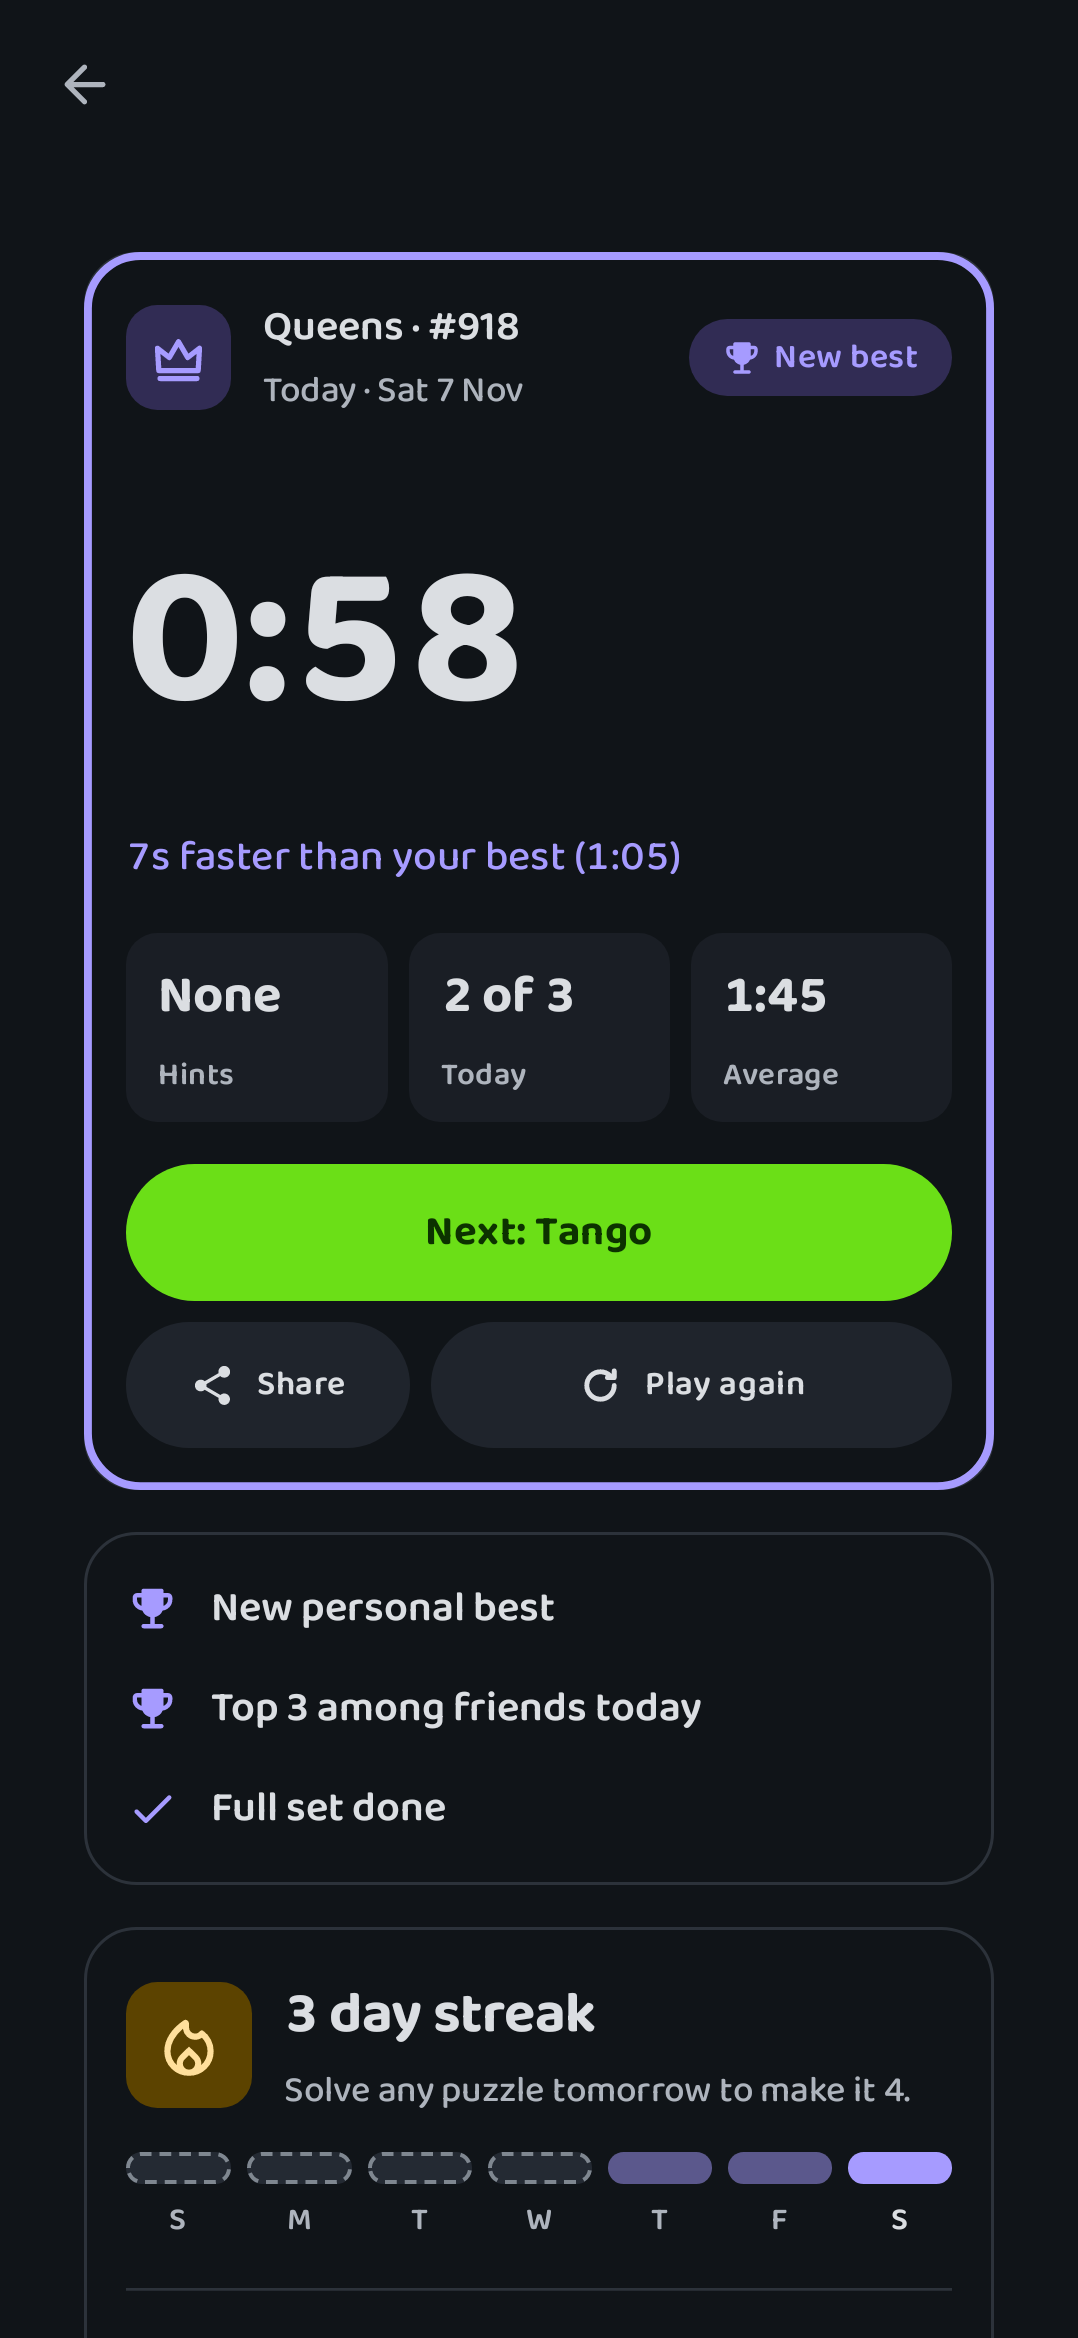 Queens · #918
Today · Sat 7 Nov
New best
0:58
7s faster than your best (1:05)
None
Hints
2 of 3
Today
1:45
Average
Next: Tango
Share
Play again
New personal best
Top 3 among friends today
Full set done
3 day streak
Solve any puzzle tomorrow to make it 4.
S M T W T F S